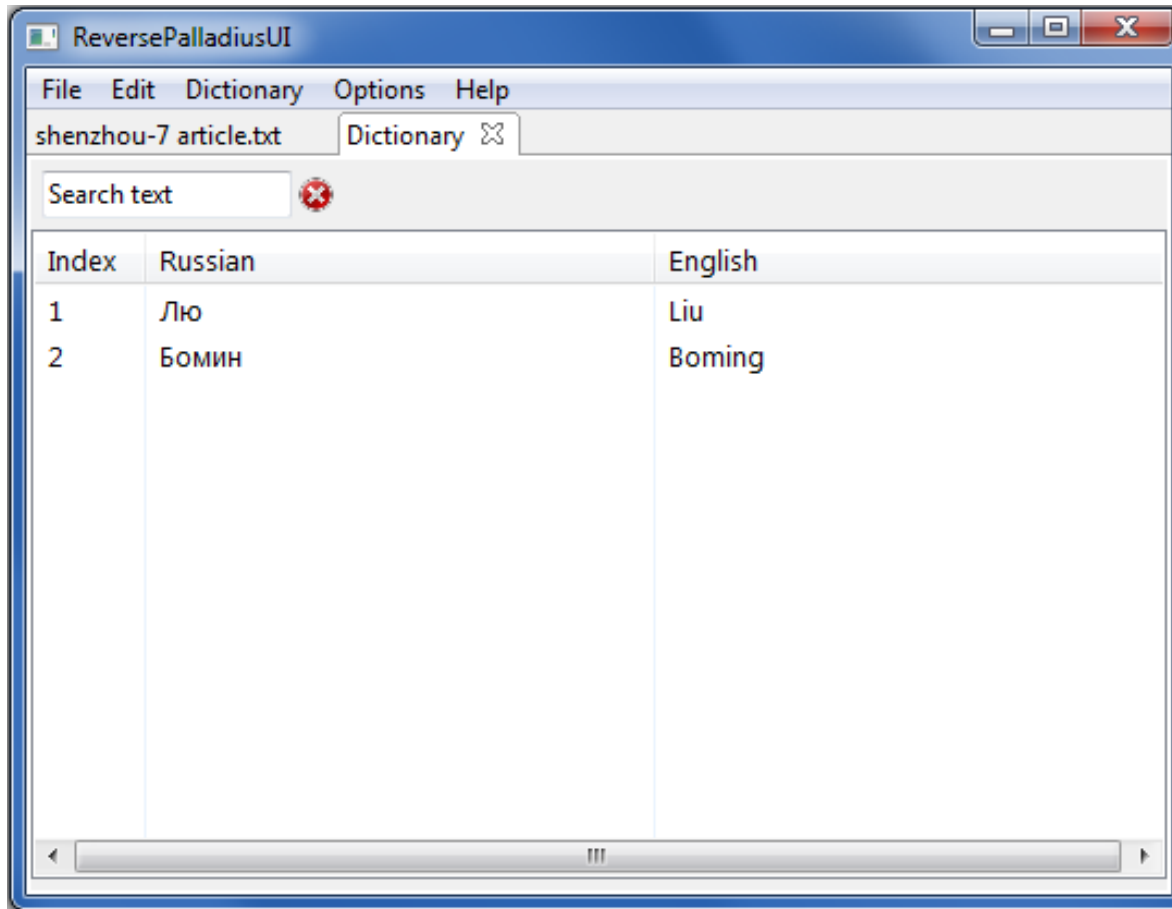 ReversePalladiusUI
File Edit Dictionary Options Help
shenzhou-7 article.txt Dictionary
Search text
Index Russian English
1 Лю Liu
2 Бомин Boming